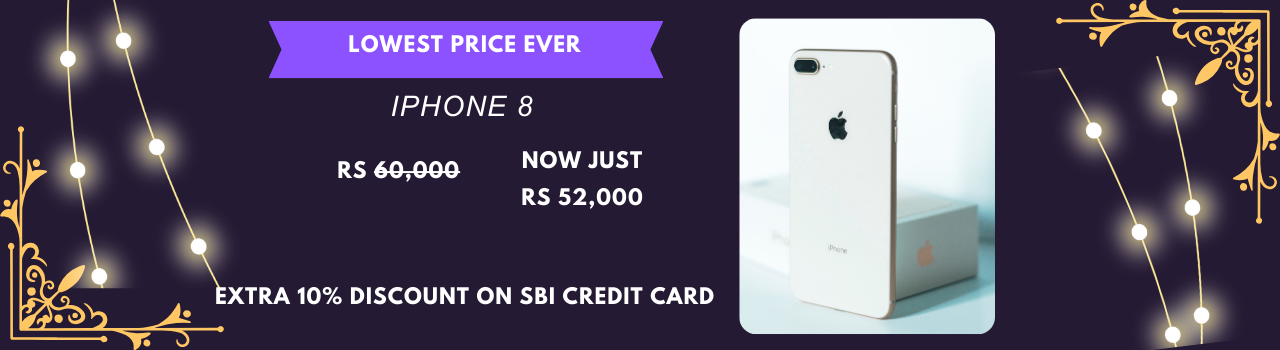 LOWEST PRICE EVER
IPHONE 8
RS 60,000
NOW JUST
RS 52,000
EXTRA 10% DISCOUNT ON SBI CREDIT CARD
iPhone